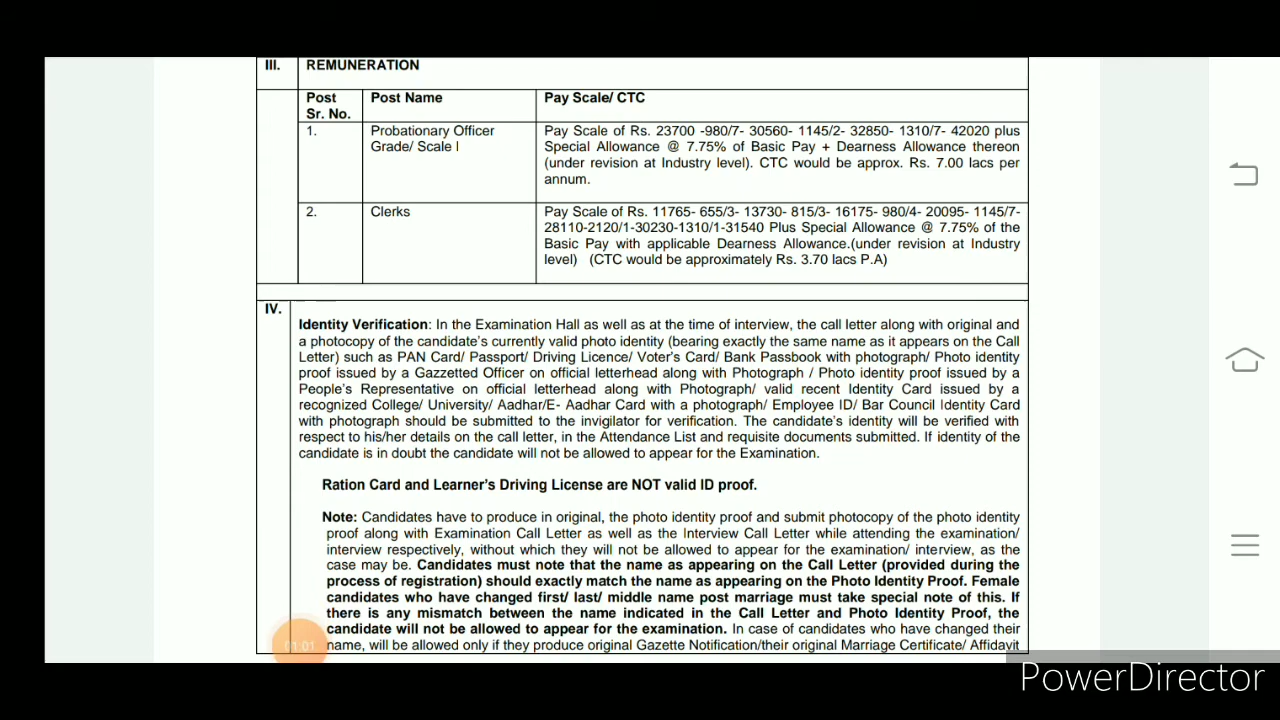 III. REMUNERATION
Post Sr. No. Post Name Pay Scale/ CTC
1. Probationary Officer Grade/ Scale I
Pay Scale of Rs. 23700 -980/7- 30560- 1145/2- 32850- 1310/7- 42020 plus
Special Allowance @ 7.75% of Basic Pay + Dearness Allowance thereon
(under revision at Industry level). CTC would be approx. Rs. 7.00 lacs per
annum.
2. Clerks
Pay Scale of Rs. 11765- 655/3- 13730- 815/3- 16175- 980/4- 20095- 1145/7-
28110-2120/1-30230-1310/1-31540 Plus Special Allowance @ 7.75% of the
Basic Pay with applicable Dearness Allowance.(under revision at Industry
level) (CTC would be approximately Rs. 3.70 lacs P.A)
IV.
Identity Verification: In the Examination Hall as well as at the time of interview, the call letter along with original and
a photocopy of the candidate's currently valid photo identity (bearing exactly the same name as it appears on the Call
Letter) such as PAN Card/ Passport/ Driving Licence/ Voter's Card/ Bank Passbook with photograph/ Photo identity
proof issued by a Gazzetted Officer on official letterhead along with Photograph / Photo identity proof issued by a
People's Representative on official letterhead along with Photograph/ valid recent Identity Card issued by a
recognized College/ University/ Aadhar/E- Aadhar Card with a photograph/ Employee ID/ Bar Council Identity Card
with photograph should be submitted to the invigilator for verification. The candidate's identity will be verified with
respect to his/her details on the call letter, in the Attendance List and requisite documents submitted. If identity of the
candidate is in doubt the candidate will not be allowed to appear for the Examination.
Ration Card and Learner's Driving License are NOT valid ID proof.
Note: Candidates have to produce in original, the photo identity proof and submit photocopy of the photo identity
proof along with Examination Call Letter as well as the Interview Call Letter while attending the examination/
interview respectively, without which they will not be allowed to appear for the examination/ interview, as the
case may be. Candidates must note that the name as appearing on the Call Letter (provided during the
process of registration) should exactly match the name as appearing on the Photo Identity Proof. Female
candidates who have changed first/ last/ middle name post marriage must take special note of this. If
there is any mismatch between the name indicated in the Call Letter and Photo Identity Proof, the
candidate will not be allowed to appear for the examination. In case of candidates who have changed their
name, will be allowed only if they produce original Gazette Notification/their original Marriage Certificate/ Affidavit
01:01
PowerDirector